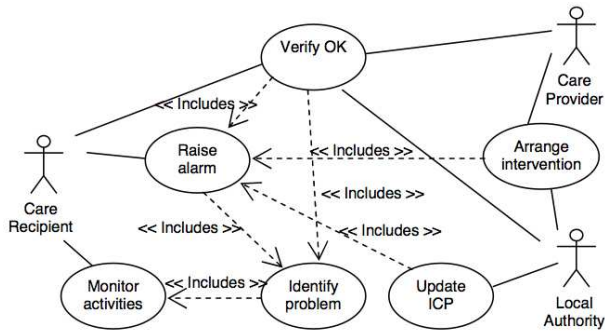 Verify OK
Care
Provider
<< Includes >>
Raise
alarm
<< Includes >>
Arrange
intervention
Care
Recipient
<< Includes >>
<< Includes >>
<< Includes >>
Monitor
activities
<< Includes >>
Identify
problem
Update
ICP
Local
Authority